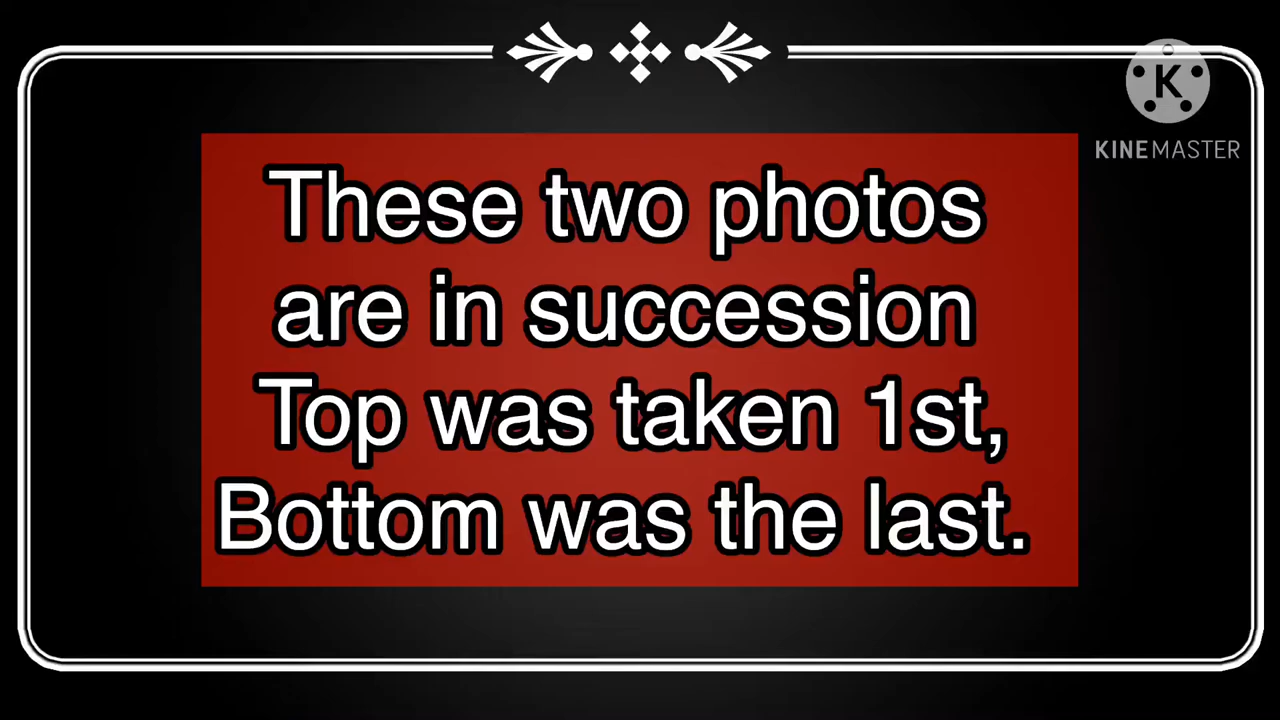 K
KINEMASTER
These two photos
are in succession
Top was taken 1st,
Bottom was the last.